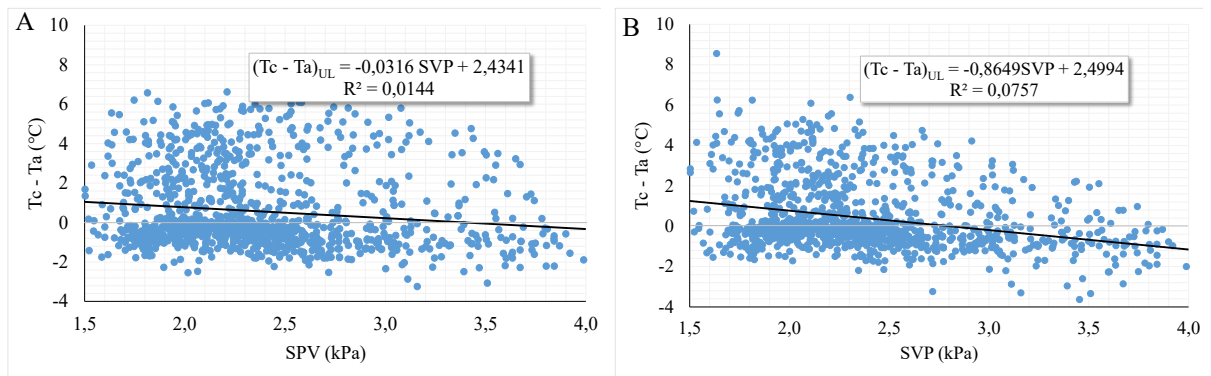 A
10
8
6
4
2
0
-2
-4
Tc - Ta (°C)
(Tc - Ta)UL = -0,0316 SVP + 2,4341
R² = 0,0144
1,5 2,0 2,5 3,0 3,5 4,0
SPV (kPa)
B
10
8
6
4
2
0
-2
-4
Tc - Ta (°C)
(Tc - Ta)UL = -0,8649SVP + 2,4994
R² = 0,0757
1,5 2,0 2,5 3,0 3,5 4,0
SVP (kPa)